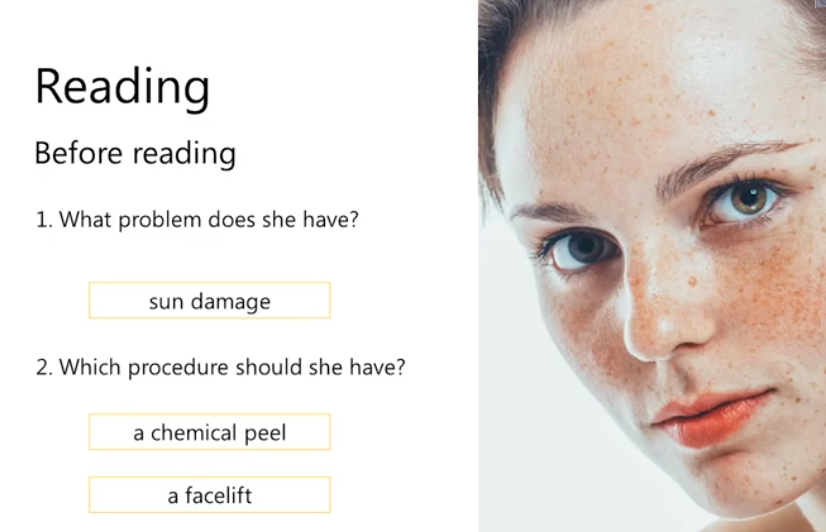 Reading
Before reading
1. What problem does she have?
sun damage
2. Which procedure should she have?
a chemical peel
a facelift